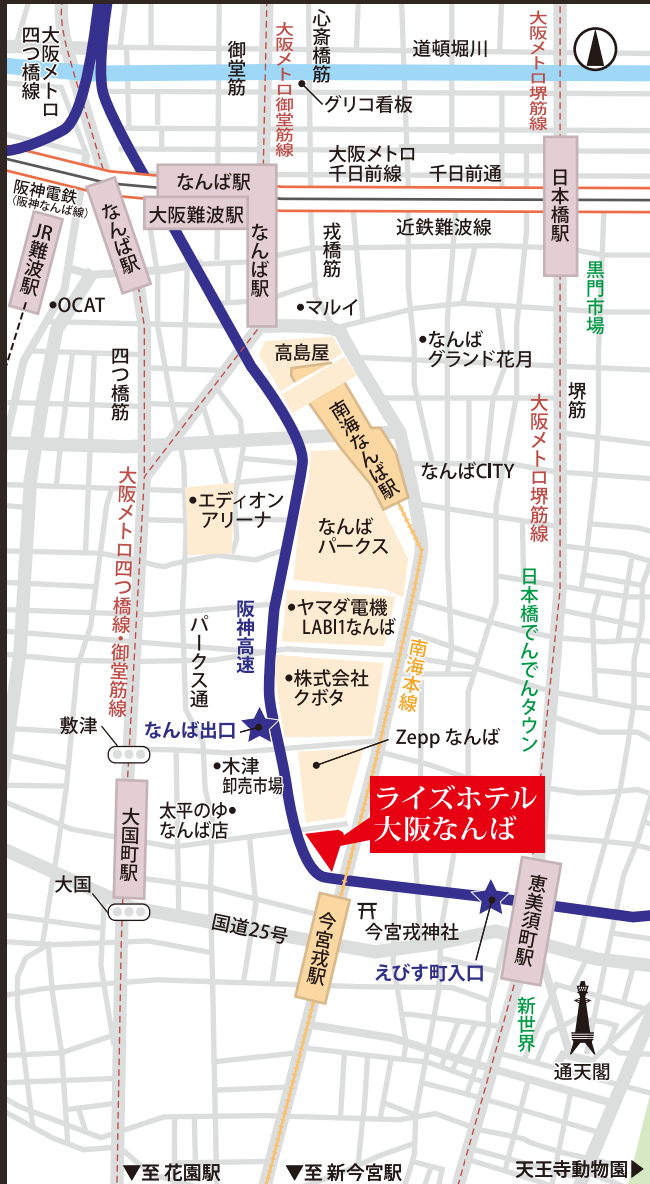 大阪メトロ
四つ橋線
御堂筋
大阪メトロ御堂筋線
心斎橋筋
道頓堀川
大阪メトロ堺筋線
グリコ看板
大阪メトロ
千日前線
千日前通
阪神電鉄
(阪神なんば線)
なんば駅
大阪難波駅
なんば駅
なんば駅
日本橋駅
JR難波駅
近鉄難波線
戎橋筋
黒門市場
OCAT
マルイ
なんば
グランド花月
高島屋
四つ橋筋
堺筋
南海なんば駅
大阪メトロ堺筋線
なんばCITY
大阪メトロ四つ橋線・御堂筋線
エディオン
アリーナ
なんば
パークス
日本橋でんでんタウン
阪神高速
ヤマダ電機
LABI1なんば
パークス通
南海本線
株式会社
クボタ
敷津
なんば出口
Zepp なんば
木津
卸売市場
ライズホテル
大阪なんば
太平のゆ
なんば店
大国町駅
大国
国道25号
今宮戎駅
今宮戎神社
恵美須町駅
えびす町入口
新世界
通天閣
▼至 花園駅
▼至 新今宮駅
天王寺動物園▶